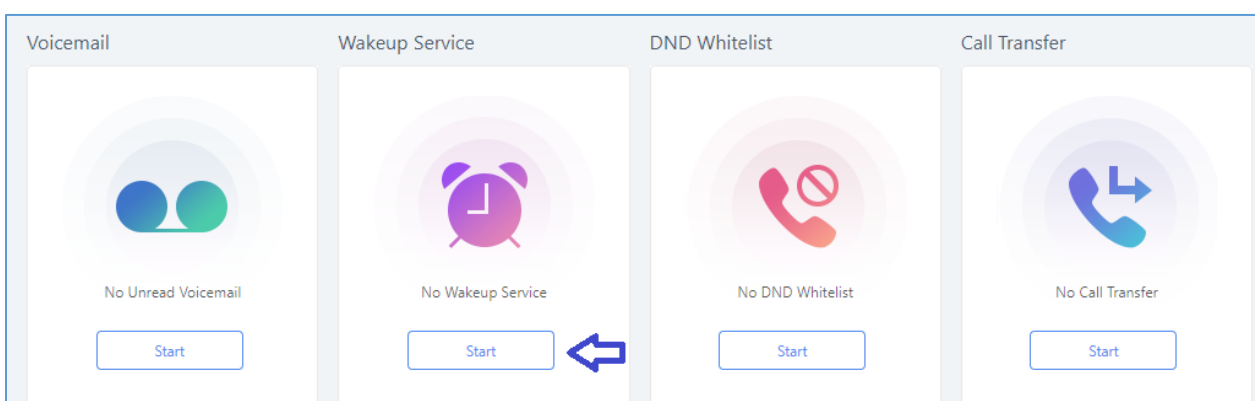 Voicemail
Wakeup Service
DND Whitelist
Call Transfer
No Unread Voicemail
No Wakeup Service
No DND Whitelist
No Call Transfer
Start
Start
Start
Start